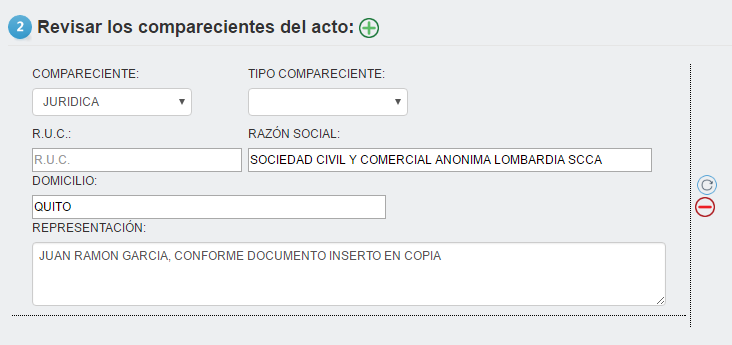 2 Revisar los comparecientes del acto:
COMPARECIENTE: TIPO COMPARECIENTE:
JURIDICA
R.U.C.: RAZÓN SOCIAL:
R.U.C. SOCIEDAD CIVIL Y COMERCIAL ANONIMA LOMBARDIA SCCA
DOMICILIO:
QUITO
REPRESENTACIÓN:
JUAN RAMON GARCIA, CONFORME DOCUMENTO INSERTO EN COPIA